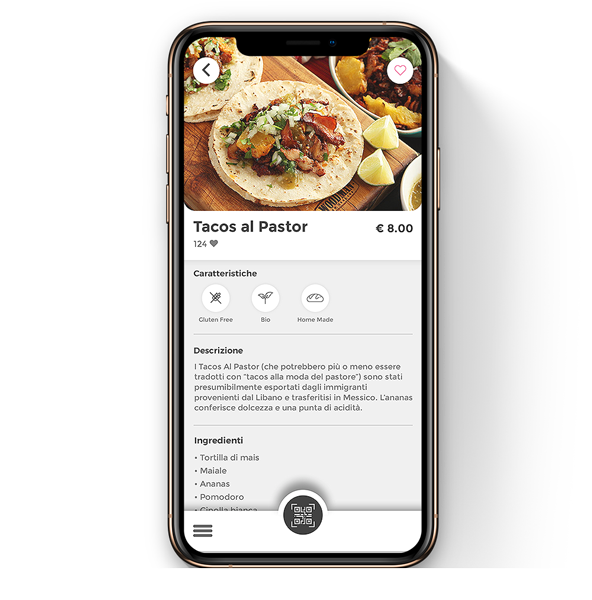 Tacos al Pastor
€ 8.00
124
Caratteristiche
Gluten Free
Bio
Home Made
Descrizione
I Tacos Al Pastor (che potrebbero più o meno essere
tradotti con “tacos alla moda del pastore”) sono stati
presumibilmente esportati dagli immigranti
provenienti dal Libano e trasferitisi in Messico. L’ananas
conferisce dolcezza e una punta di acidità.
Ingredienti
• Tortilla di mais
• Maiale
• Ananas
• Pomodoro
• Cipolla bianca